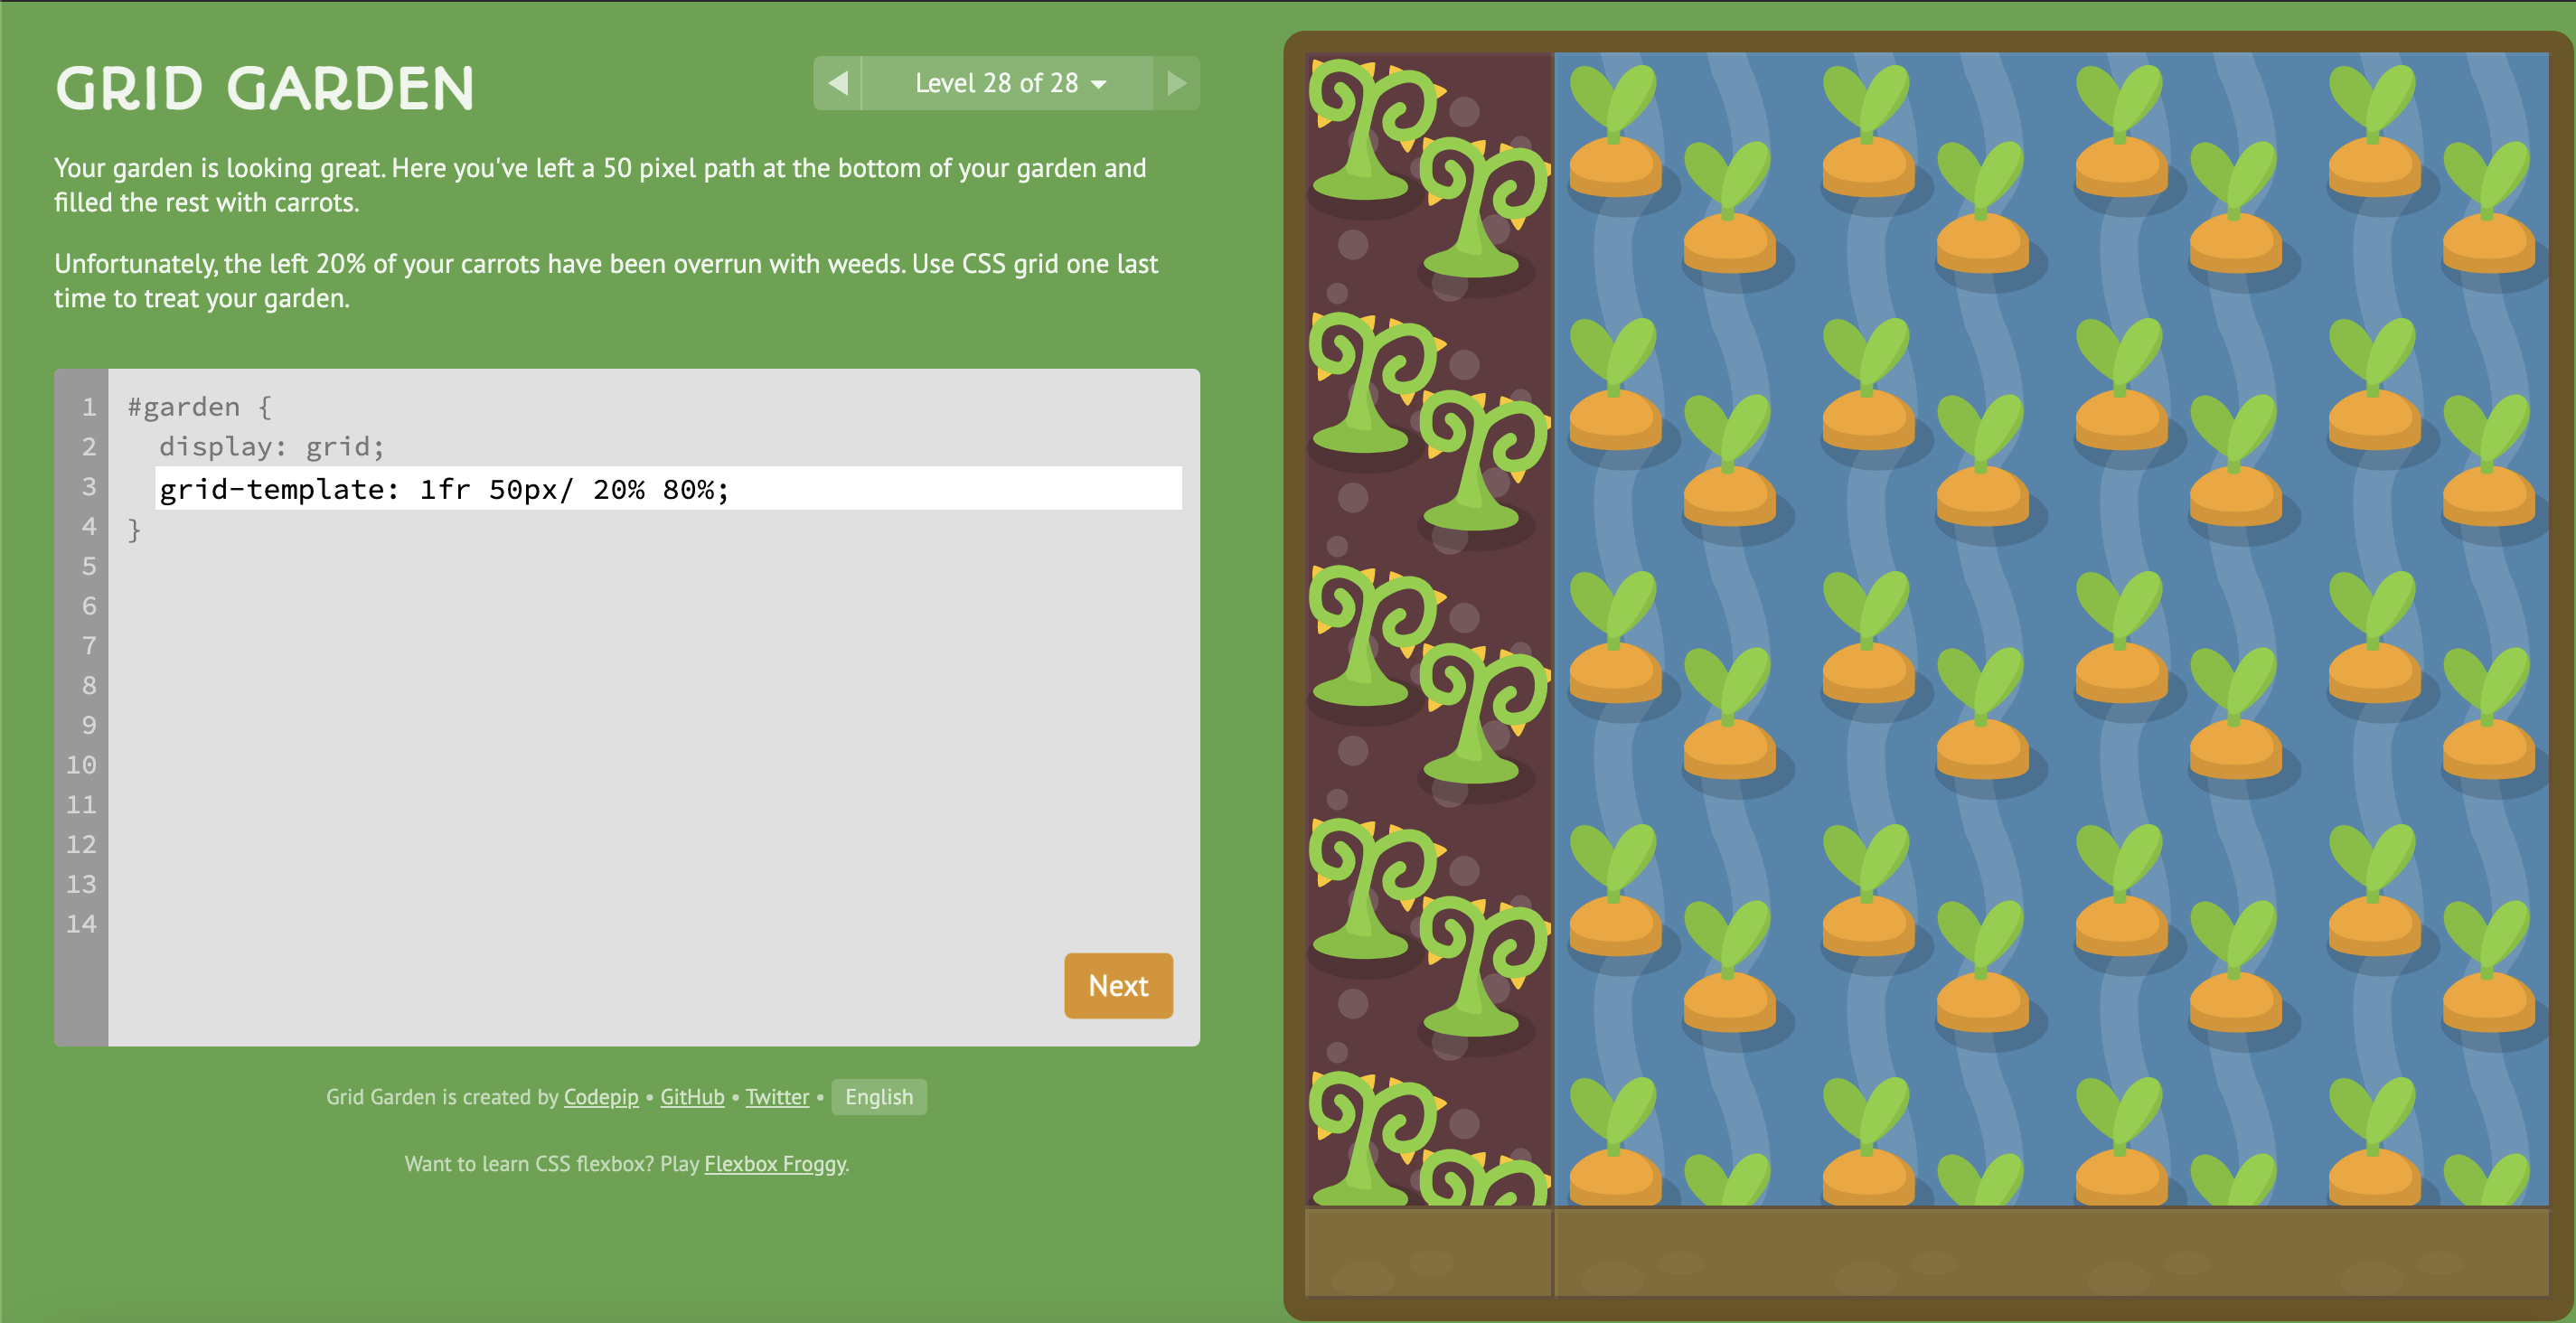 GRID GARDEN
Level 28 of 28
Your garden is looking great. Here you've left a 50 pixel path at the bottom of your garden and
filled the rest with carrots.
Unfortunately, the left 20% of your carrots have been overrun with weeds. Use CSS grid one last
time to treat your garden.
1 #garden {
2 display: grid;
3 grid-template: 1fr 50px/ 20% 80%;
4 }
5
6
7
8
9
10
11
12
13
14
Next
Grid Garden is created by Codepip • GitHub • Twitter • English
Want to learn CSS flexbox? Play Flexbox Froggy.